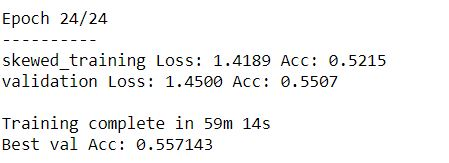 Epoch 24/24
----------
skewed_training Loss: 1.4189 Acc: 0.5215
validation Loss: 1.4500 Acc: 0.5507
Training complete in 59m 14s
Best val Acc: 0.557143